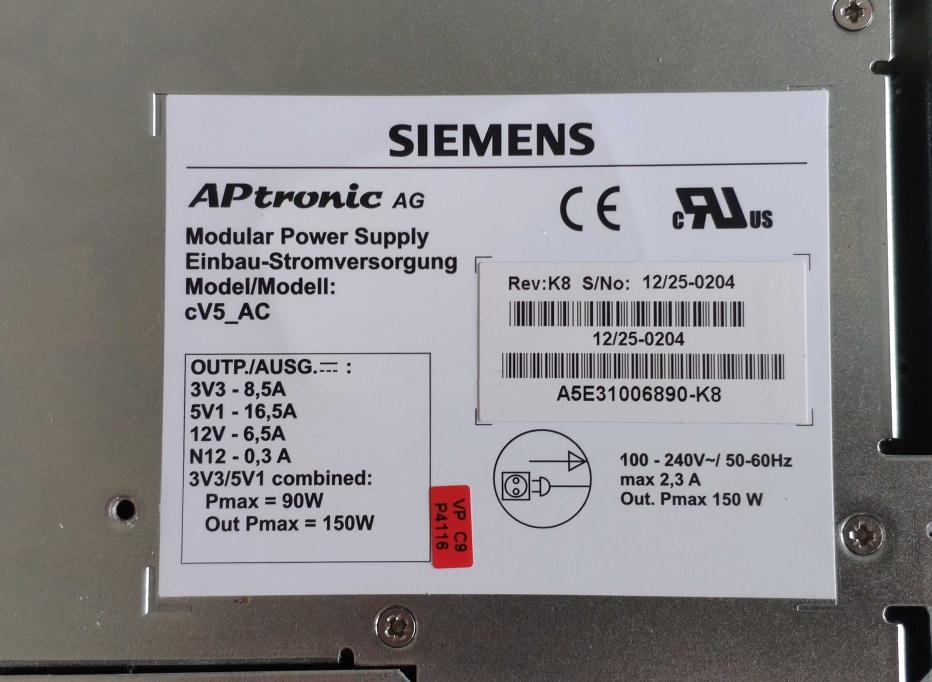 SIEMENS
APtronic AG
Modular Power Supply
Einbau-Stromversorgung
Model/Modell:
cV5_AC
CE
c RU US
Rev:K8 S/No: 12/25-0204
12/25-0204
A5E31006890-K8
OUTP./AUSG.⎓ :
3V3 - 8,5A
5V1 - 16,5A
12V - 6,5A
N12 - 0,3 A
3V3/5V1 combined:
Pmax = 90W
Out Pmax = 150W
VP C9
P4116
100 - 240V~/ 50-60Hz
max 2,3 A
Out. Pmax 150 W